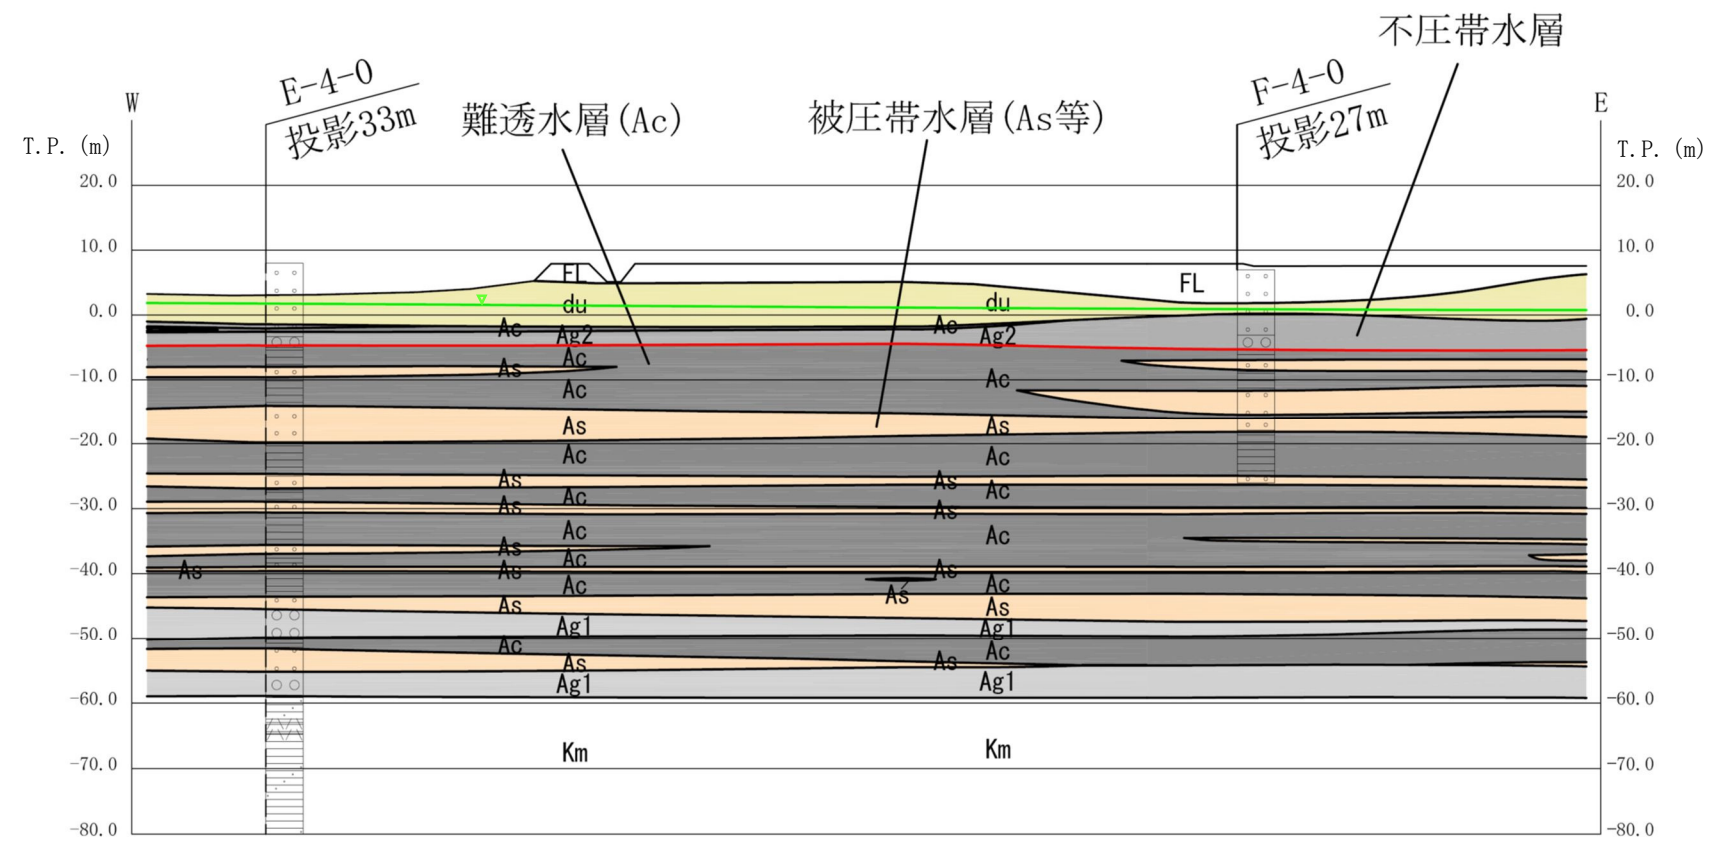 不圧帯水層
E-4-0
投影33m
難透水層(Ac)
被圧帯水層(As等)
F-4-0
投影27m
W
E
T.P. (m)
T.P. (m)
20.0
20.0
10.0
10.0
FL
FL
0.0
du
du
0.0
Ac
Ag2
Ac
Ag2
Ac
As
-10.0
Ac
Ac
-10.0
As
As
-20.0
Ac
Ac
-20.0
As
As
Ac
Ac
-30.0
As
As
-30.0
Ac
Ac
As
Ac
-40.0
As
As
As
-40.0
Ac
Ac
As
As
As
Ag1
Ag1
-50.0
-50.0
Ac
Ac
As
As
Ag1
Ag1
-60.0
-60.0
Km
Km
-70.0
-70.0
-80.0
-80.0